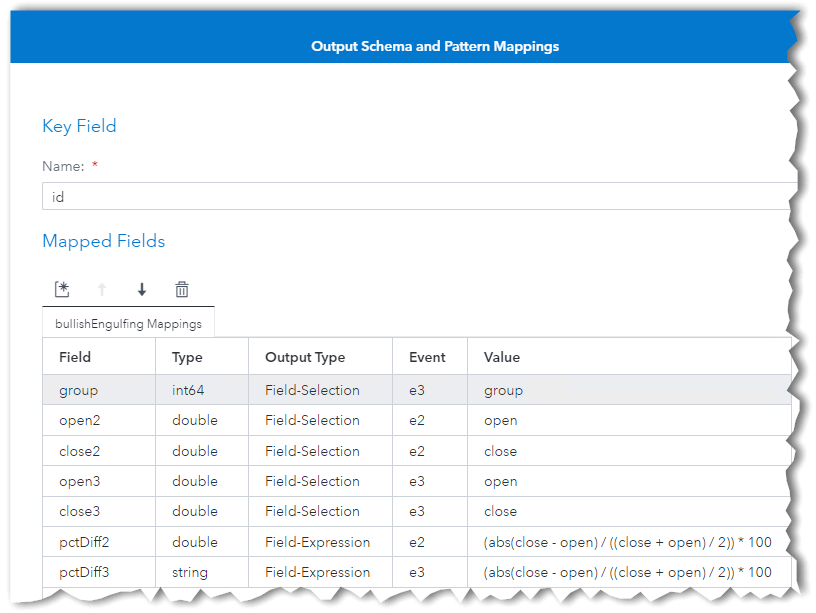 Output Schema and Pattern Mappings
Key Field
Name: *
id
Mapped Fields
bullishEngulfing Mappings
Field Type Output Type Event Value
group int64 Field-Selection e3 group
open2 double Field-Selection e2 open
close2 double Field-Selection e2 close
open3 double Field-Selection e3 open
close3 double Field-Selection e3 close
pctDiff2 double Field-Expression e2 (abs(close - open) / ((close + open) / 2)) * 100
pctDiff3 string Field-Expression e3 (abs(close - open) / ((close + open) / 2)) * 100